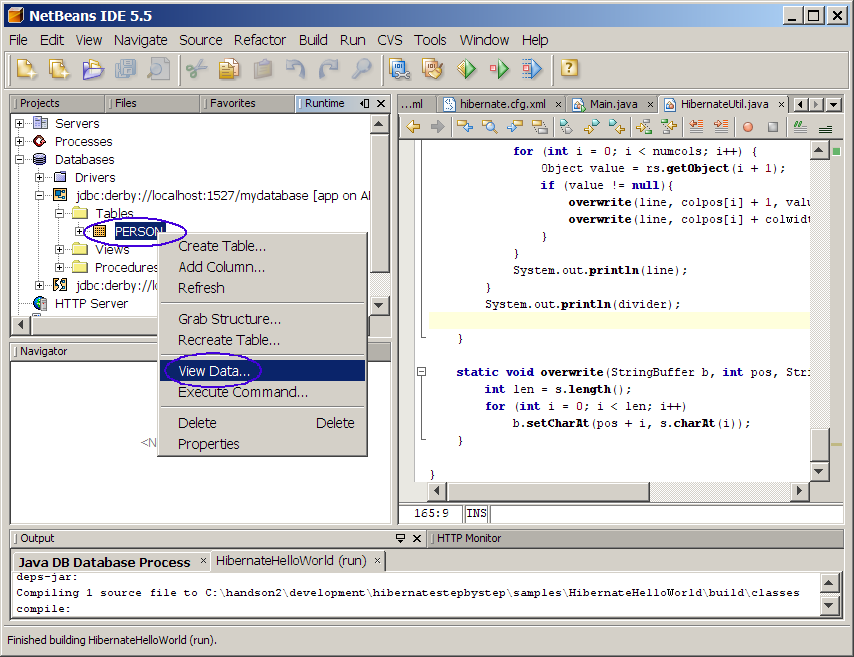 NetBeans IDE 5.5
File Edit View Navigate Source Refactor Build Run CVS Tools Window Help
Projects Files Favorites Runtime
Servers
Processes
Databases
Drivers
jdbc:derby://localhost:1527/mydatabase [app on A
Tables
PERSON
Views
Procedures
jdbc:derby://l
HTTP Server
Create Table...
Add Column...
Refresh
Grab Structure...
Recreate Table...
View Data...
Execute Command...
Delete Delete
Properties
Navigator
<N
...ml hibernate.cfg.xml Main.java HibernateUtil.java
for (int i = 0; i < numcols; i++) {
Object value = rs.getObject(i + 1);
if (value != null){
overwrite(line, colpos[i] + 1, valu
overwrite(line, colpos[i] + colwidt
}
}
System.out.println(line);
}
System.out.println(divider);
}
static void overwrite(StringBuffer b, int pos, Stri
int len = s.length();
for (int i = 0; i < len; i++)
b.setCharAt(pos + i, s.charAt(i));
}
}
165:9 INS
Output HTTP Monitor
Java DB Database Process HibernateHelloWorld (run)
deps-jar:
Compiling 1 source file to C:\handson2\development\hibernatestepbystep\samples\HibernateHelloWorld\build\classes
compile:
Finished building HibernateHelloWorld (run).